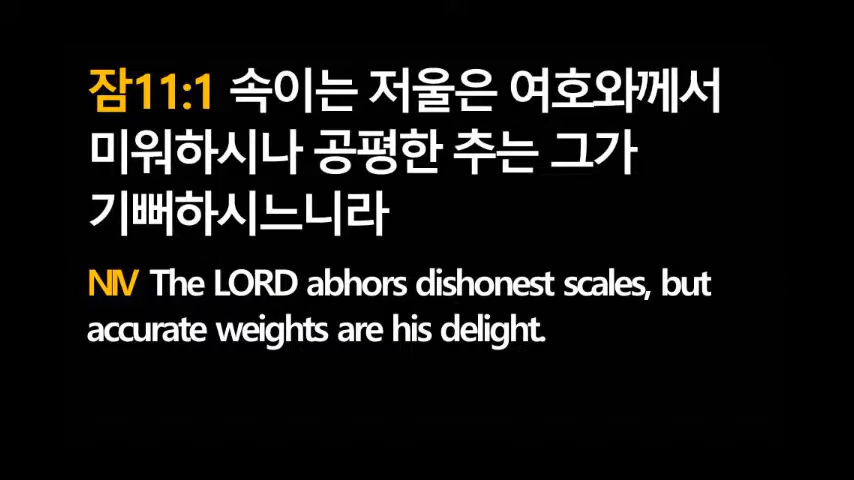 잠11:1 속이는 저울은 여호와께서
미워하시나 공평한 추는 그가
기뻐하시느니라
NIV The LORD abhors dishonest scales, but
accurate weights are his delight.